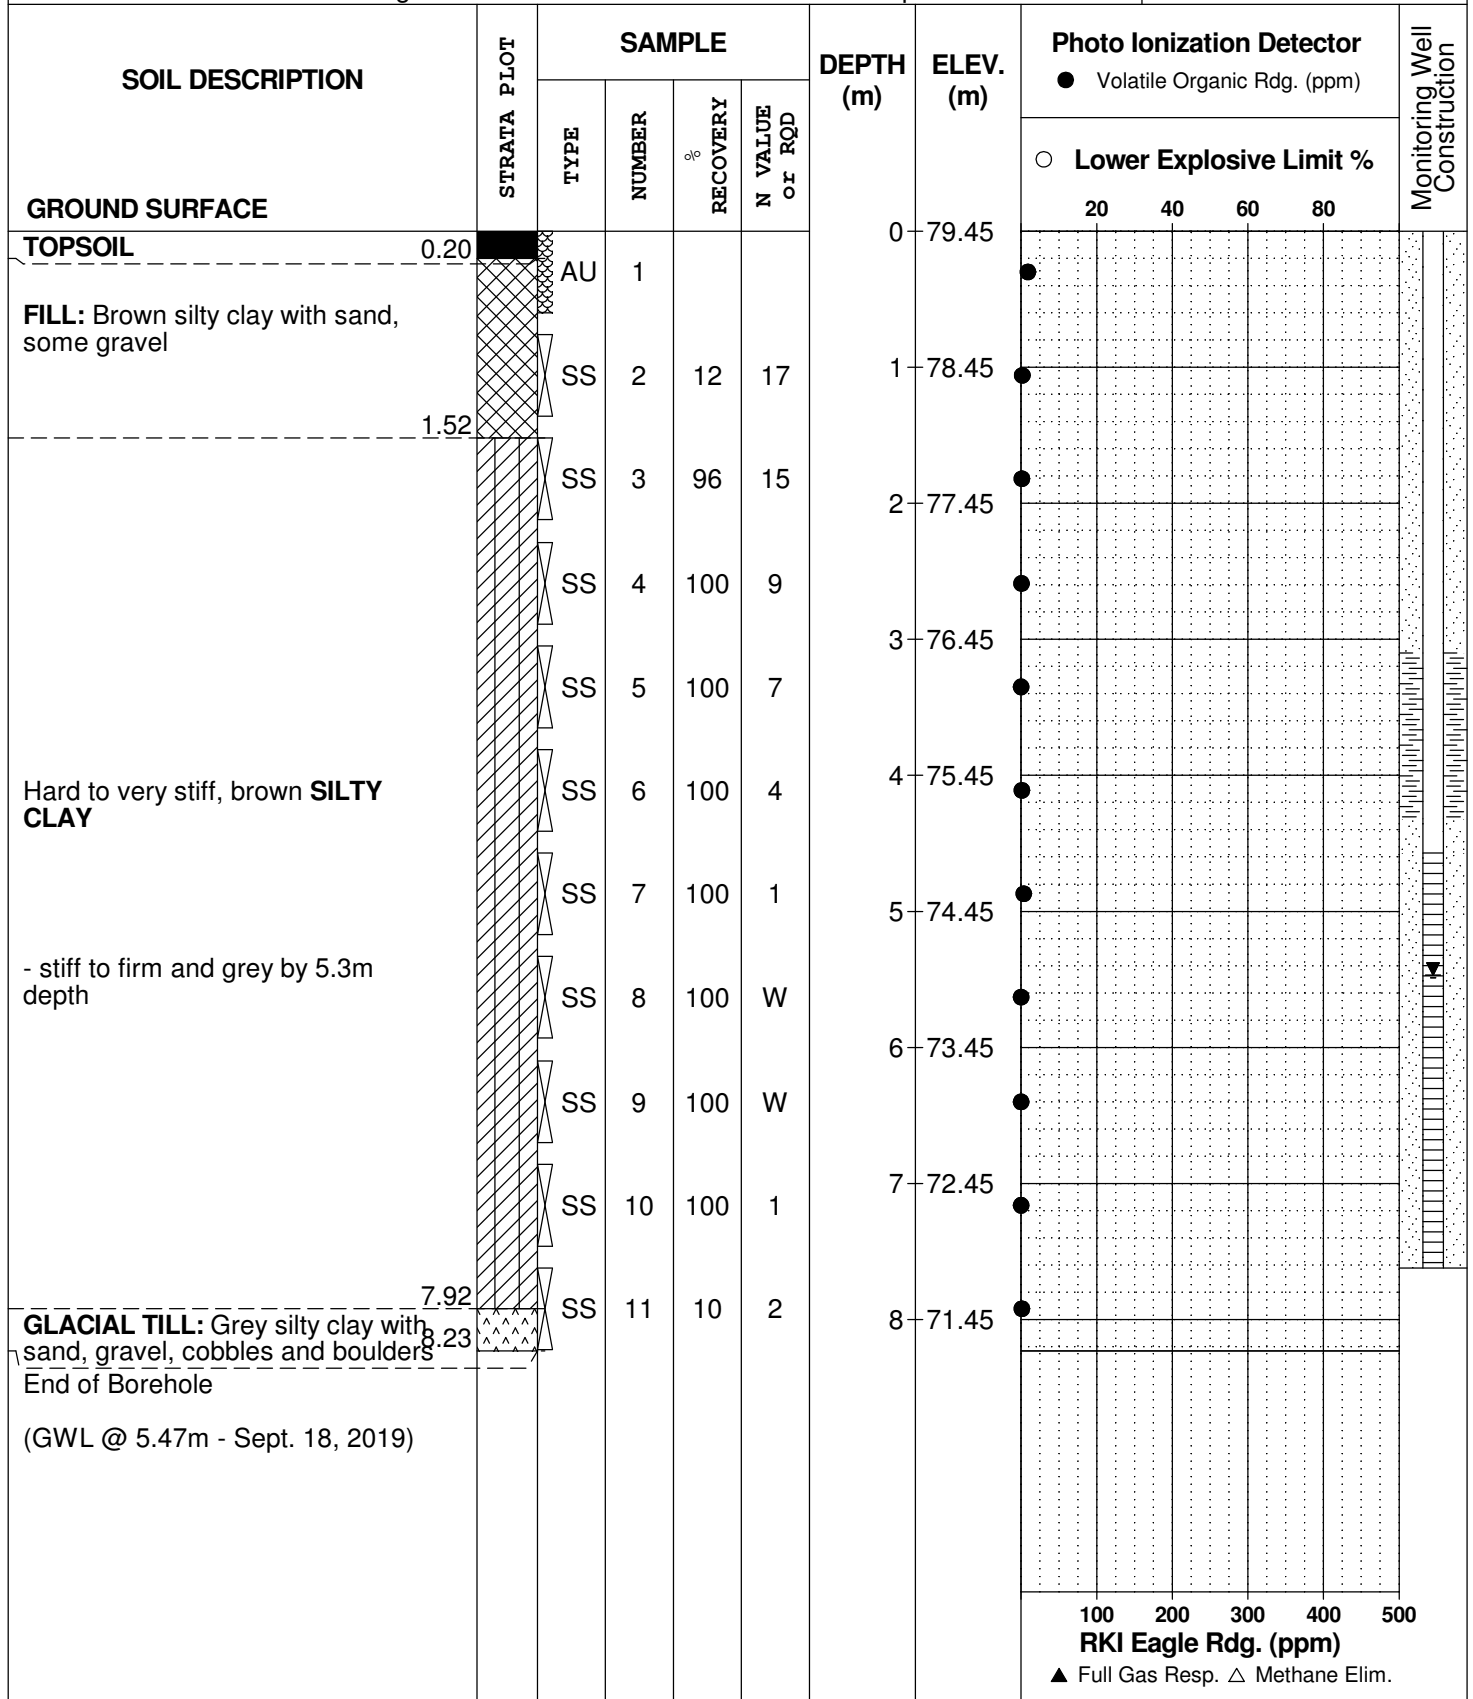 SOIL DESCRIPTION
GROUND SURFACE
STRATA PLOT
SAMPLE
TYPE
NUMBER
%
RECOVERY
N VALUE
or RQD
DEPTH
(m)
ELEV.
(m)
Photo Ionization Detector
● Volatile Organic Rdg. (ppm)
○ Lower Explosive Limit %
20 40 60 80
Monitoring Well
Construction
TOPSOIL 0.20
0 79.45
AU 1
FILL: Brown silty clay with sand,
some gravel
SS 2 12 17
1 78.45
1.52
SS 3 96 15
2 77.45
SS 4 100 9
3 76.45
SS 5 100 7
4 75.45
Hard to very stiff, brown SILTY
CLAY
SS 6 100 4
SS 7 100 1
5 74.45
- stiff to firm and grey by 5.3m
depth
SS 8 100 W
6 73.45
SS 9 100 W
7 72.45
SS 10 100 1
7.92
SS 11 10 2
8 71.45
GLACIAL TILL: Grey silty clay with
8.23
sand, gravel, cobbles and boulders
End of Borehole
(GWL @ 5.47m - Sept. 18, 2019)
100 200 300 400 500
RKI Eagle Rdg. (ppm)
▲ Full Gas Resp. △ Methane Elim.